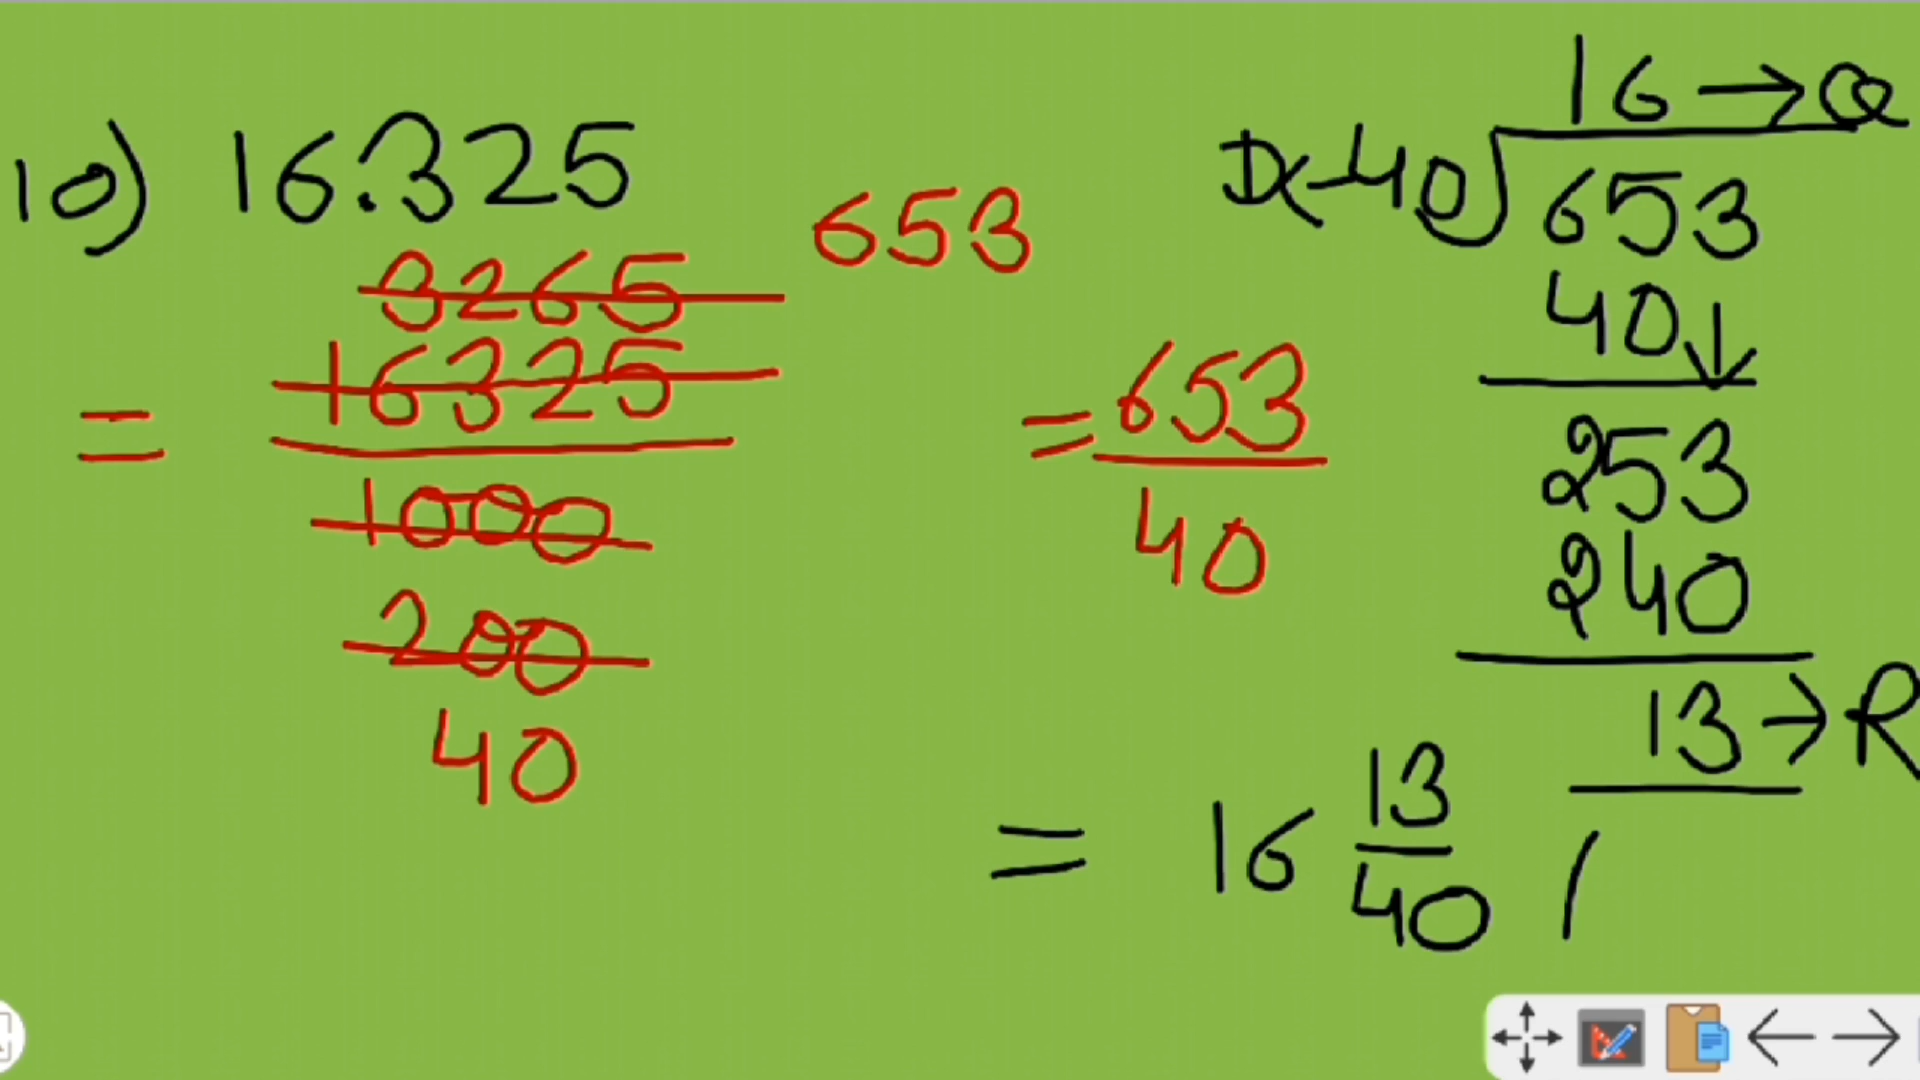 10) 16.325
3265 653
= 16325
1000
200
40
= 653
40
16 → Q
D ← 40 653
40↓
253
240
13 → R
= 16 13/40